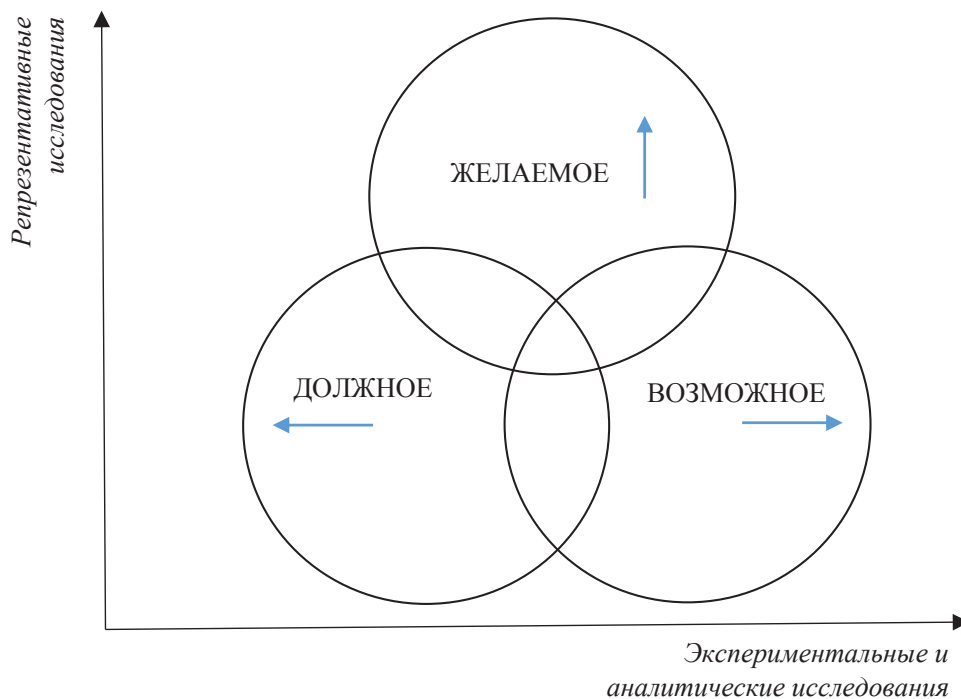 Репрезентативные
исследования
ЖЕЛАЕМОЕ
ДОЛЖНОЕ
ВОЗМОЖНОЕ
Экспериментальные и
аналитические исследования